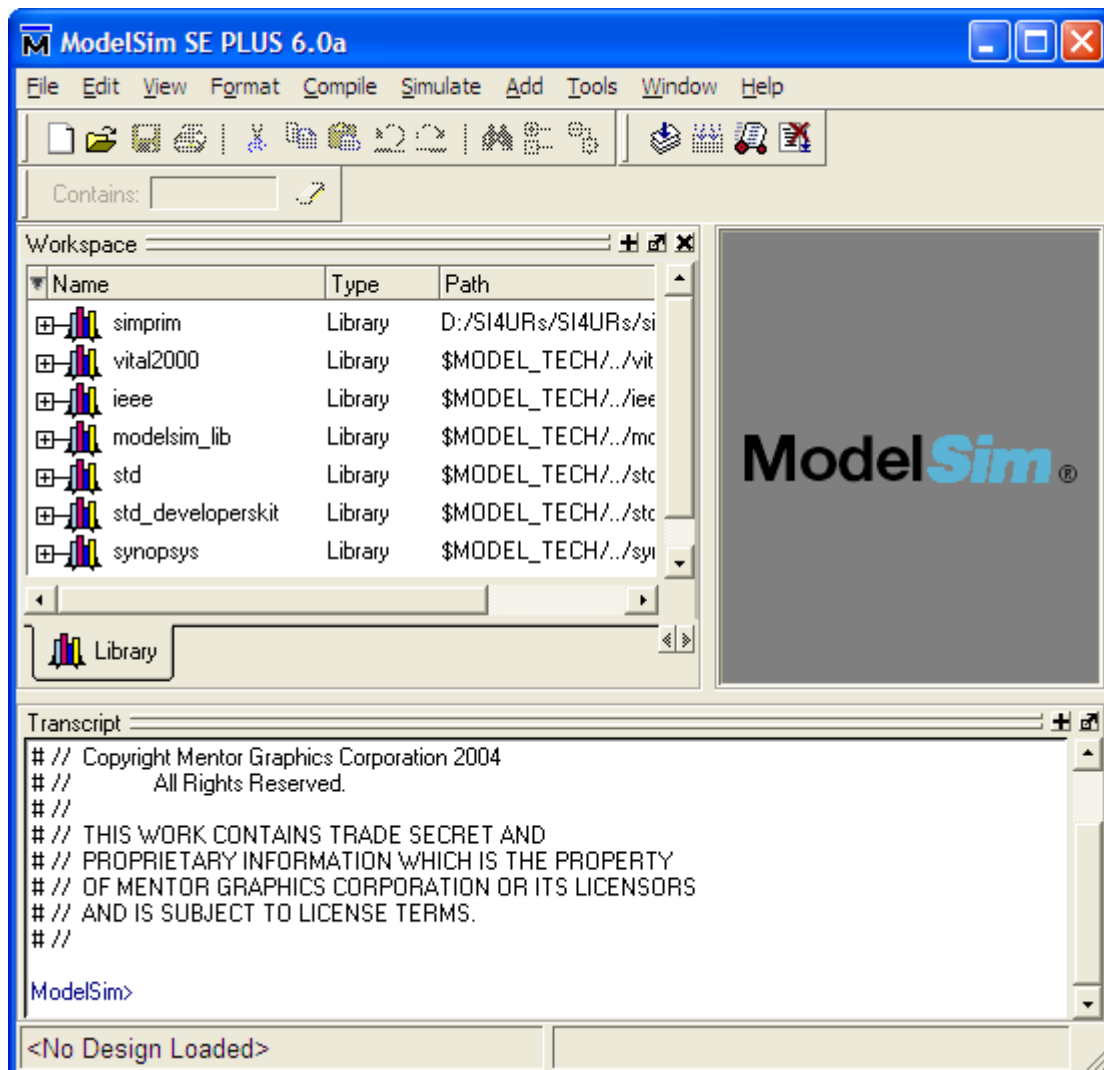 ModelSim SE PLUS 6.0a
File Edit View Format Compile Simulate Add Tools Window Help
Contains:
Workspace
Name Type Path
simprim Library D:/SI4URs/SI4URs/si
vital2000 Library $MODEL_TECH/../vit
ieee Library $MODEL_TECH/../iee
modelsim_lib Library $MODEL_TECH/../mo
std Library $MODEL_TECH/../std
std_developerskit Library $MODEL_TECH/../std
synopsys Library $MODEL_TECH/../syn
Library
ModelSim®
Transcript
# // Copyright Mentor Graphics Corporation 2004
# // All Rights Reserved.
# //
# // THIS WORK CONTAINS TRADE SECRET AND
# // PROPRIETARY INFORMATION WHICH IS THE PROPERTY
# // OF MENTOR GRAPHICS CORPORATION OR ITS LICENSORS
# // AND IS SUBJECT TO LICENSE TERMS.
# //
ModelSim>
<No Design Loaded>